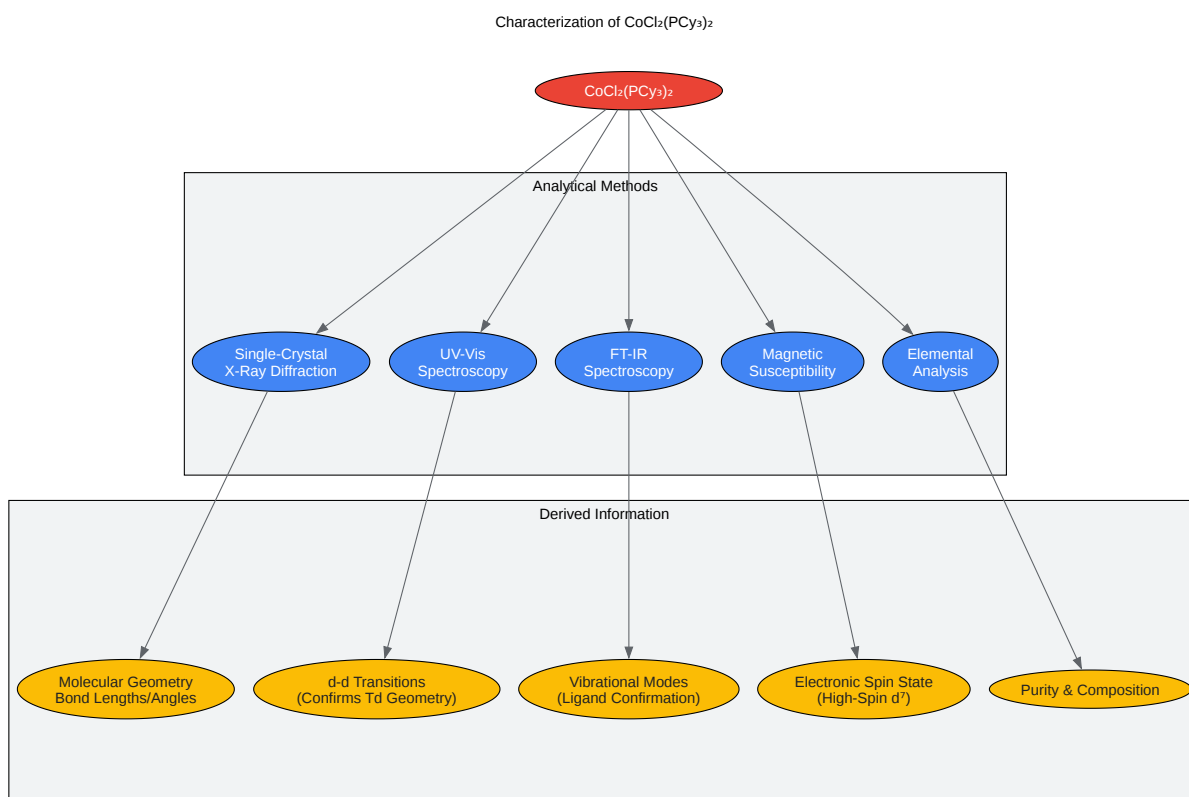 Characterization of CoCl₂(PCy₃)₂
CoCl₂(PCy₃)₂
Analytical Methods
Single-Crystal
X-Ray Diffraction
UV-Vis
Spectroscopy
FT-IR
Spectroscopy
Magnetic
Susceptibility
Elemental
Analysis
Derived Information
Molecular Geometry
Bond Lengths/Angles
d-d Transitions
(Confirms Td Geometry)
Vibrational Modes
(Ligand Confirmation)
Electronic Spin State
(High-Spin d⁷)
Purity & Composition